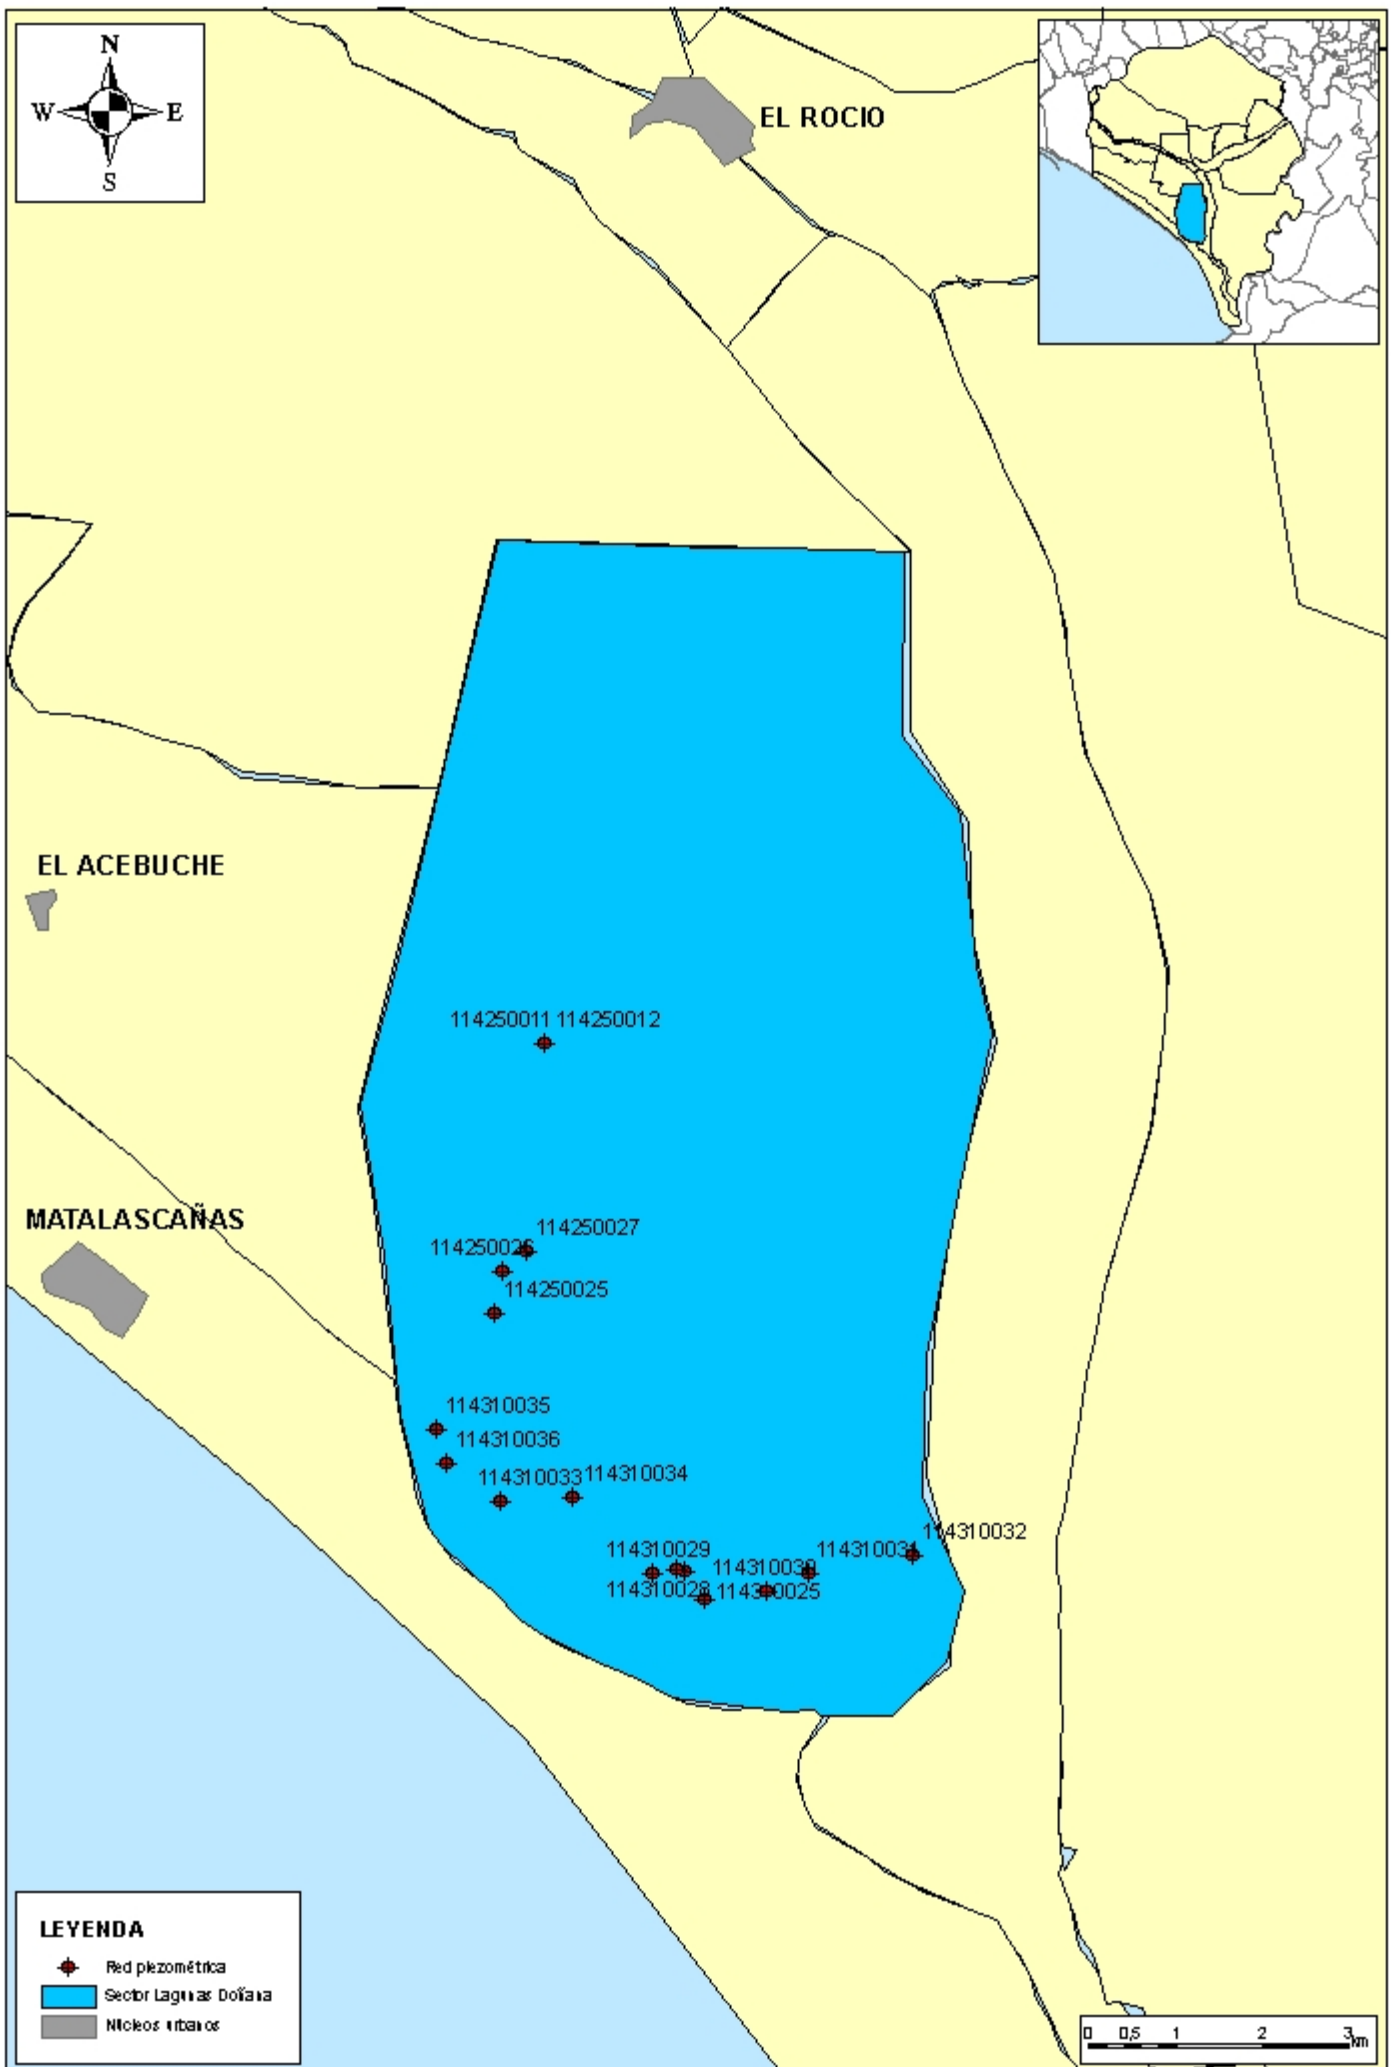 N
W E
S
EL ROCIO
EL ACEBUCHE
114250011 114250012
MATALASCAÑAS
114250027
114250026
114250025
114310035
114310036
114310033 114310034
114310032
114310029 114310030 114310031
114310028 114310025
LEYENDA
Red piezométrica
Sector Lagunas Doñana
Núcleos urbanos
0 0,5 1 2 3 km